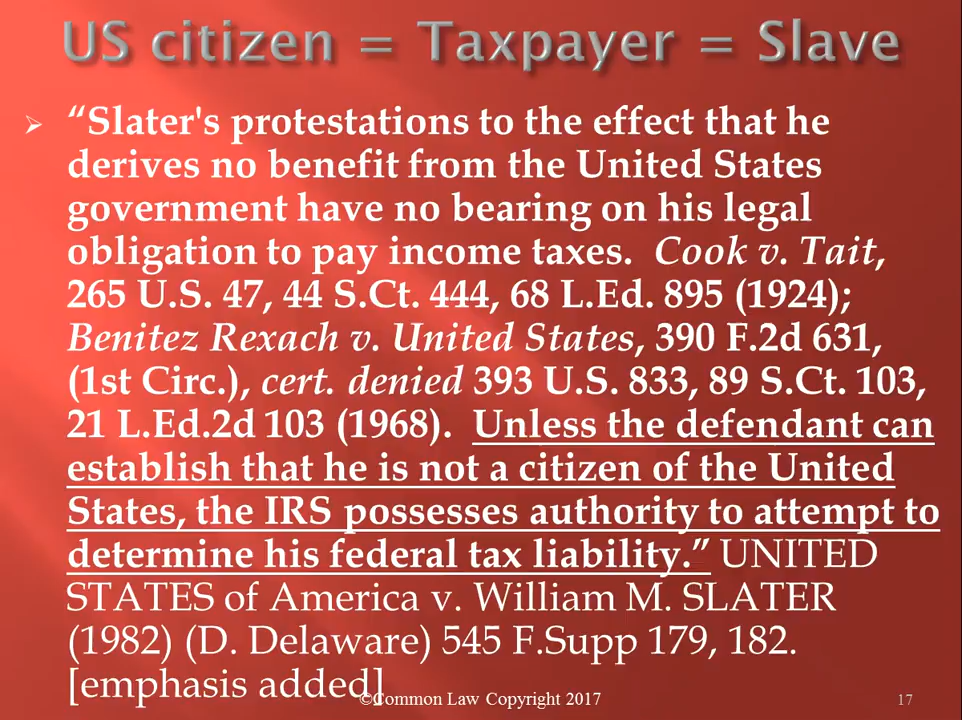 US citizen = Taxpayer = Slave
“Slater's protestations to the effect that he
derives no benefit from the United States
government have no bearing on his legal
obligation to pay income taxes.  Cook v. Tait,
265 U.S. 47, 44 S.Ct. 444, 68 L.Ed. 895 (1924);
Benitez Rexach v. United States, 390 F.2d 631,
(1st Circ.), cert. denied 393 U.S. 833, 89 S.Ct. 103,
21 L.Ed.2d 103 (1968).  Unless the defendant can
establish that he is not a citizen of the United
States, the IRS possesses authority to attempt to
determine his federal tax liability.” UNITED
STATES of America v. William M. SLATER
(1982) (D. Delaware) 545 F.Supp 179, 182.
[emphasis added]
©Common Law Copyright 2017
17